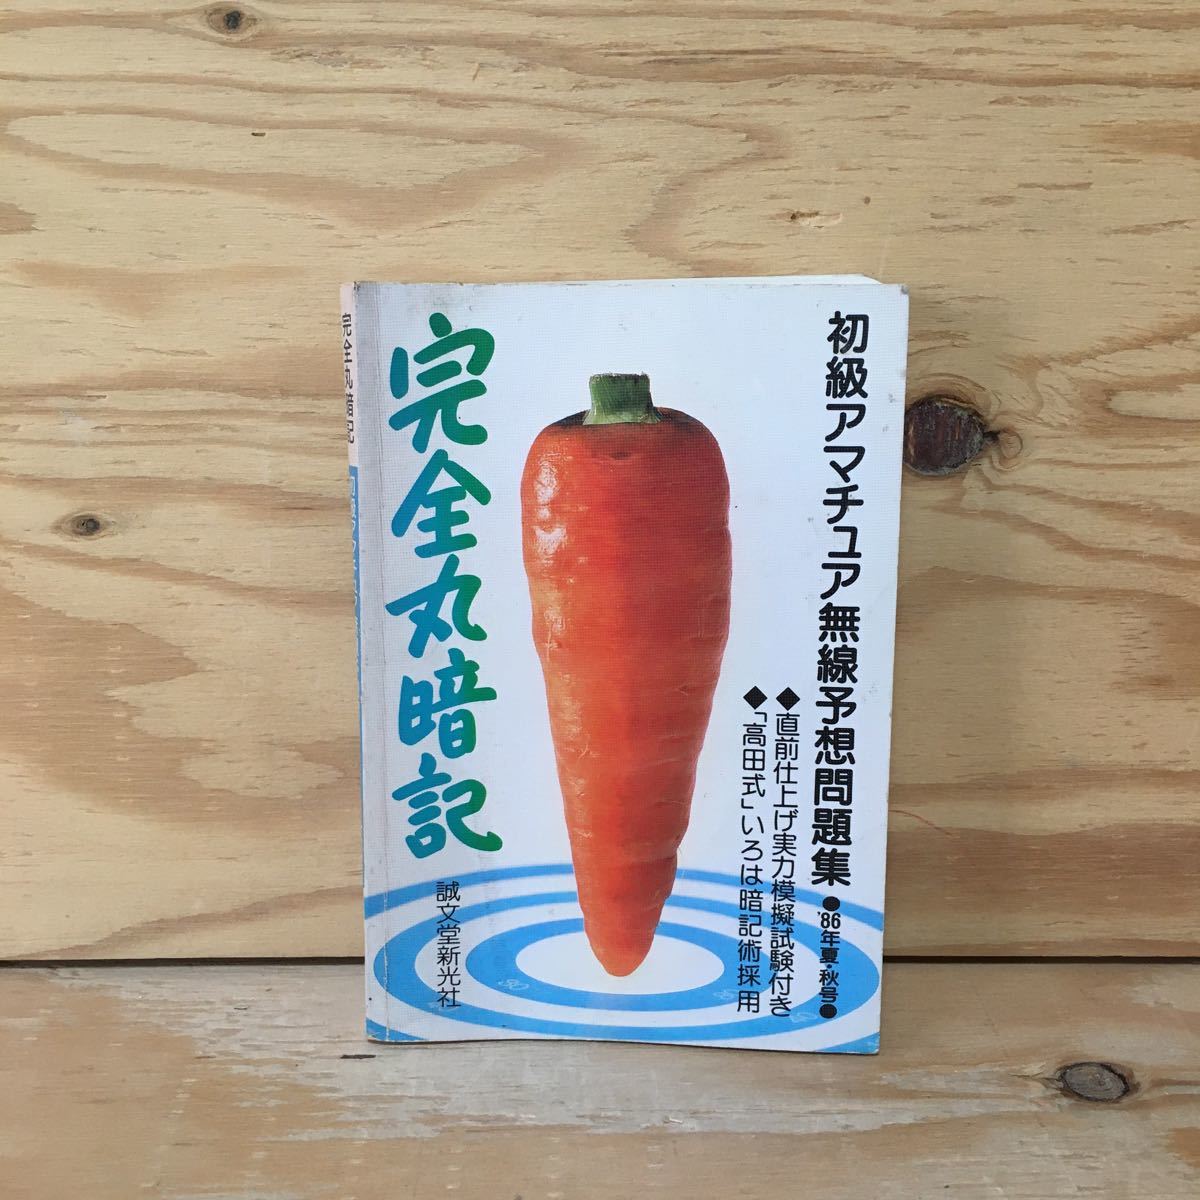 初級アマチュア無線予想問題集●'86年夏・秋号●
◆直前仕上げ実力模擬試験付き
◆「高田式」いろは暗記術採用
完全丸暗記
誠文堂新光社
完全丸暗記